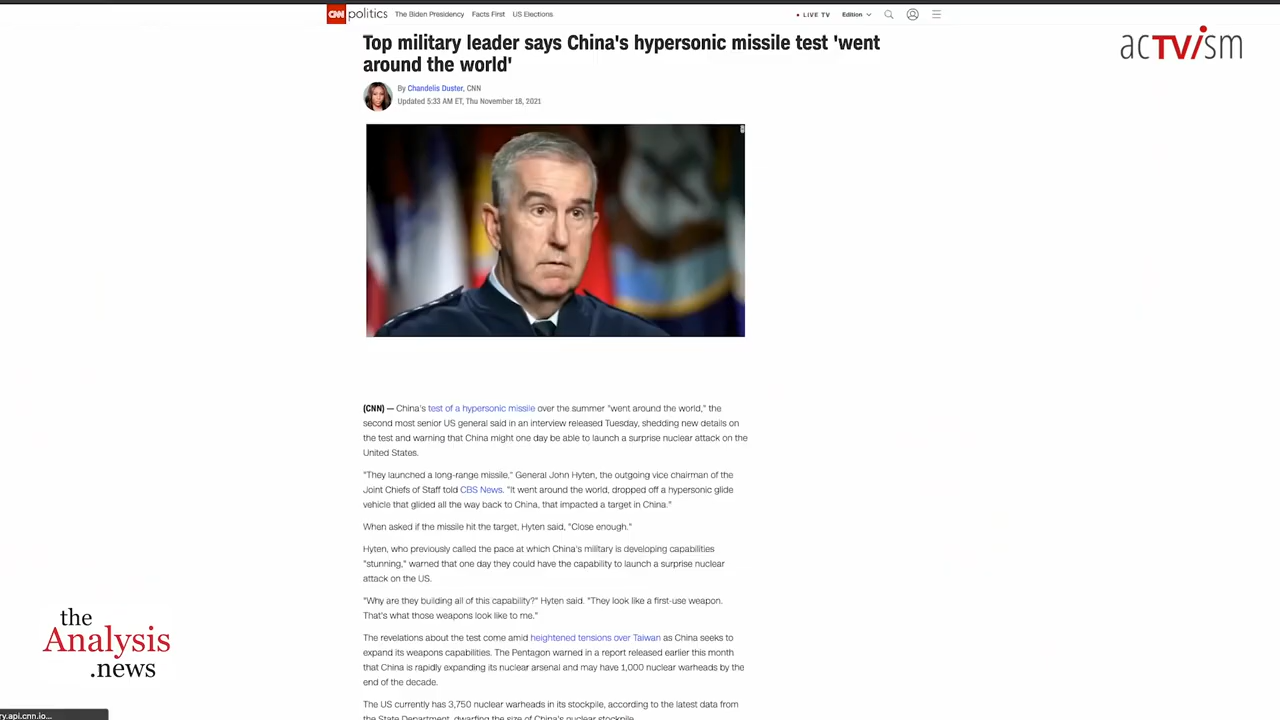 CNN politics The Biden Presidency Facts First US Elections
• LIVE TV Edition
acTVism
Top military leader says China's hypersonic missile test 'went
around the world'
By Chandelis Duster, CNN
Updated 5:33 AM ET, Thu November 18, 2021
(CNN) — China's test of a hypersonic missile over the summer "went around the world," the
second most senior US general said in an interview released Tuesday, shedding new details on
the test and warning that China might one day be able to launch a surprise nuclear attack on the
United States.
"They launched a long-range missile," General John Hyten, the outgoing vice chairman of the
Joint Chiefs of Staff told CBS News. "It went around the world, dropped off a hypersonic glide
vehicle that glided all the way back to China, that impacted a target in China."
When asked if the missile hit the target, Hyten said, "Close enough."
Hyten, who previously called the pace at which China's military is developing capabilities
"stunning," warned that one day they could have the capability to launch a surprise nuclear
attack on the US.
"Why are they building all of this capability?" Hyten said. "They look like a first-use weapon.
That's what those weapons look like to me."
The revelations about the test come amid heightened tensions over Taiwan as China seeks to
expand its weapons capabilities. The Pentagon warned in a report released earlier this month
that China is rapidly expanding its nuclear arsenal and may have 1,000 nuclear warheads by the
end of the decade.
The US currently has 3,750 nuclear warheads in its stockpile, according to the latest data from
the State Department, dwarfing the size of China's nuclear stockpile.
the
Analysis
.news
ry.api.cnn.io...